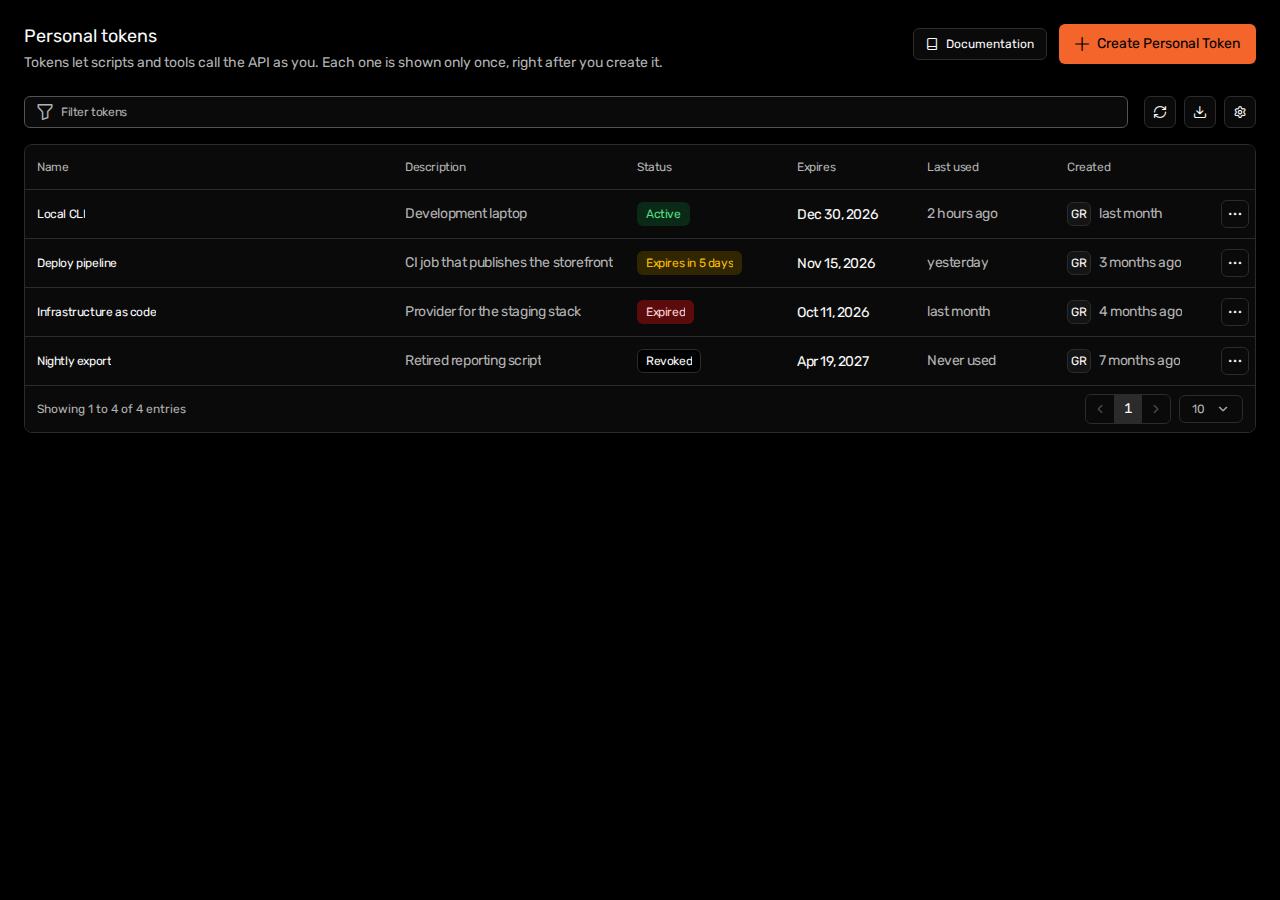 Personal tokens
Tokens let scripts and tools call the API as you. Each one is shown only once, right after you create it.
Documentation
Create Personal Token
Filter tokens
Name Description Status Expires Last used Created
Local CLI Development laptop Active Dec 30, 2026 2 hours ago GR last month
Deploy pipeline CI job that publishes the storefront Expires in 5 days Nov 15, 2026 yesterday GR 3 months ago
Infrastructure as code Provider for the staging stack Expired Oct 11, 2026 last month GR 4 months ago
Nightly export Retired reporting script Revoked Apr 19, 2027 Never used GR 7 months ago
Showing 1 to 4 of 4 entries 1 10